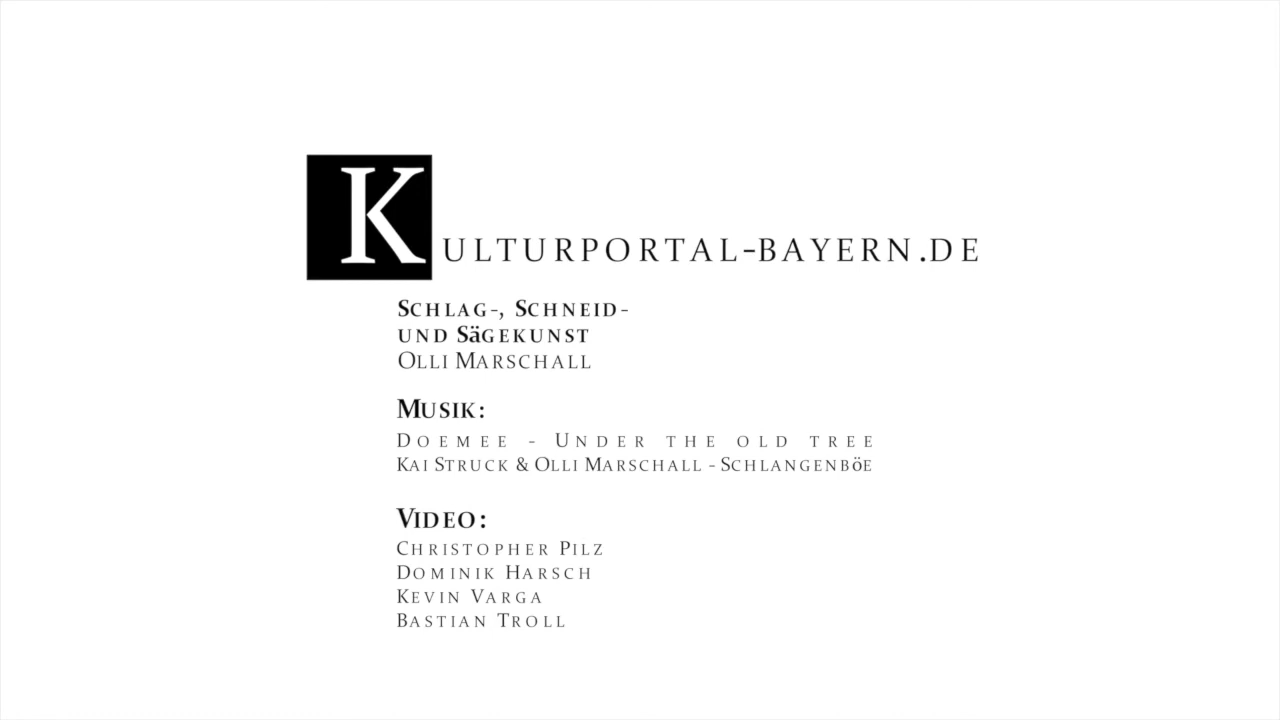 KULTURPORTAL-BAYERN.DE
SCHLAG-, SCHNEID-
UND SäGEKUNST
OLLI MARSCHALL
MUSIK:
DOEMEE - UNDER THE OLD TREE
KAI STRUCK & OLLI MARSCHALL - SCHLANGENBöE
VIDEO:
CHRISTOPHER PILZ
DOMINIK HARSCH
KEVIN VARGA
BASTIAN TROLL